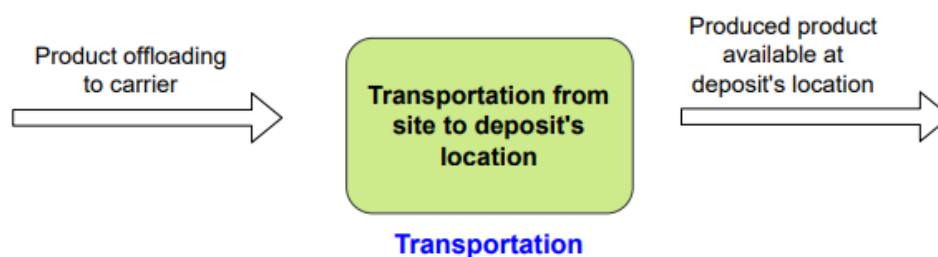 Product offloading
to carrier
Transportation from
site to deposit's
location
Produced product
available at
deposit's location
Transportation